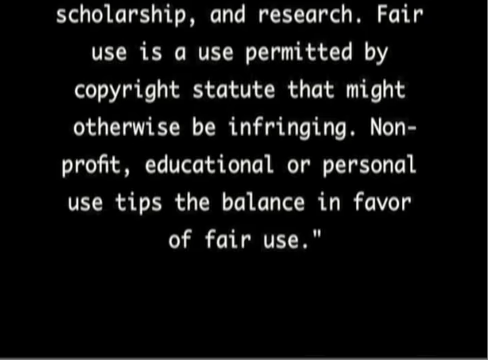 scholarship, and research. Fair
use is a use permitted by
copyright statute that might
otherwise be infringing. Non-
profit, educational or personal
use tips the balance in favor
of fair use."